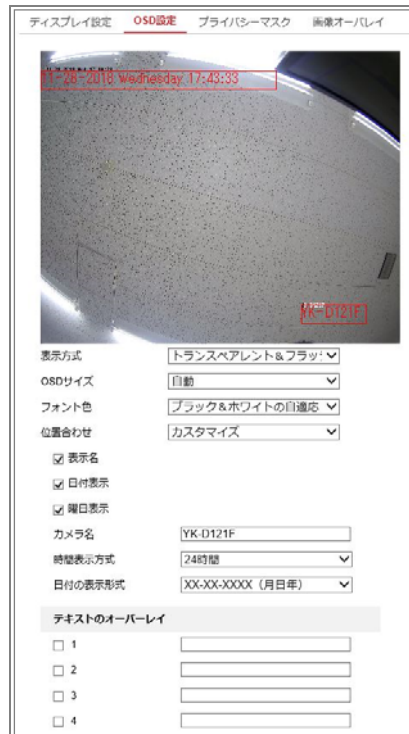 ディスプレイ設定 OSD設定 プライバシーマスク 画像オーバレイ
11-28-2018 Wednesday 17:43:33
YK-D121F
表示方式 トランスペアレント&フラッシ
OSDサイズ 自動
フォント色 ブラック&ホワイトの自適応
位置合わせ カスタマイズ
表示名
日付表示
曜日表示
カメラ名 YK-D121F
時間表示方式 24時間
日付の表示形式 XX-XX-XXXX（月日年）
テキストのオーバーレイ
1
2
3
4